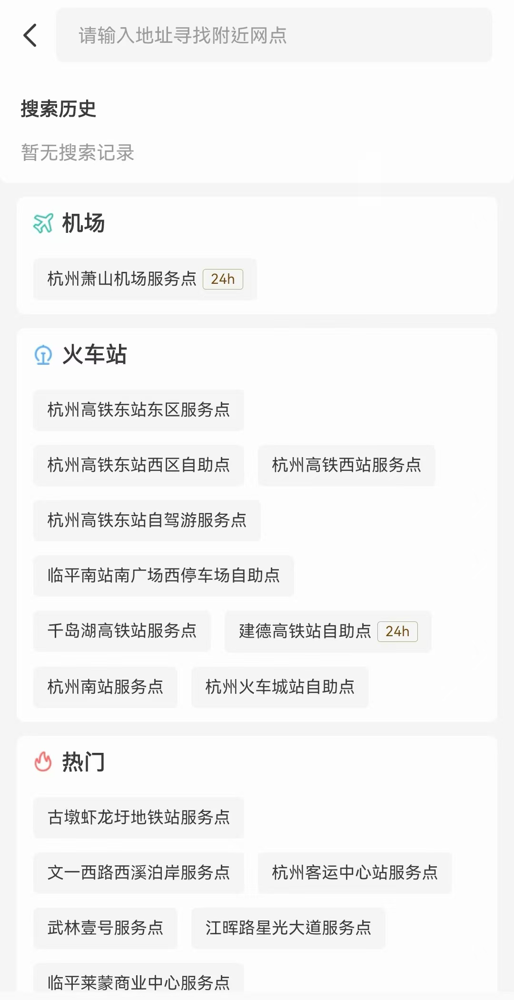 请输入地址寻找附近网点
搜索历史
暂无搜索记录
机场
杭州萧山机场服务点 24h
火车站
杭州高铁东站东区服务点
杭州高铁东站西区自助点 杭州高铁西站服务点
杭州高铁东站自驾游服务点
临平南站南广场西停车场自助点
千岛湖高铁站服务点 建德高铁站自助点 24h
杭州南站服务点 杭州火车城站自助点
热门
古墩虾龙圩地铁站服务点
文一西路西溪泊岸服务点 杭州客运中心站服务点
武林壹号服务点 江晖路星光大道服务点
临平莱蒙商业中心服务点